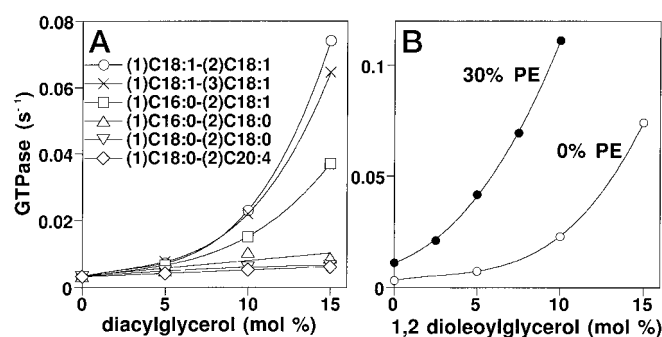 A
0.08
0.06
0.04
0.02
0
GTPase (s-1)
(1)C18:1-(2)C18:1
(1)C18:1-(3)C18:1
(1)C16:0-(2)C18:1
(1)C16:0-(2)C18:0
(1)C18:0-(2)C18:0
(1)C18:0-(2)C20:4
0 5 10 15
diacylglycerol (mol %)
B
0.1
0.05
0
30% PE
0% PE
0 5 10 15
1,2 dioleoylglycerol (mol %)